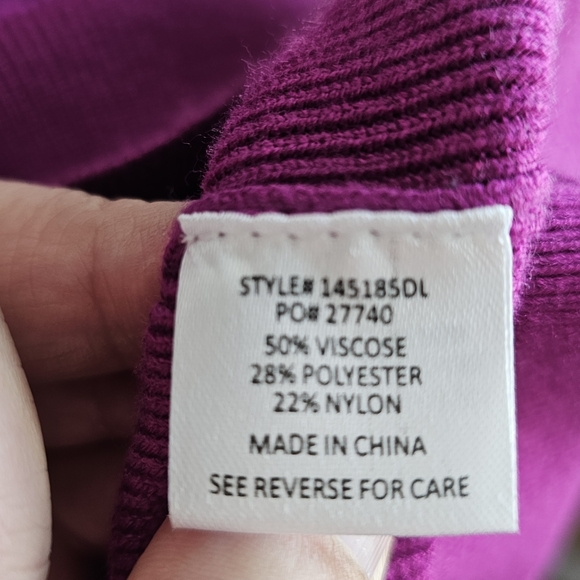 STYLE# 145185DL
PO# 27740
50% VISCOSE
28% POLYESTER
22% NYLON
MADE IN CHINA
SEE REVERSE FOR CARE